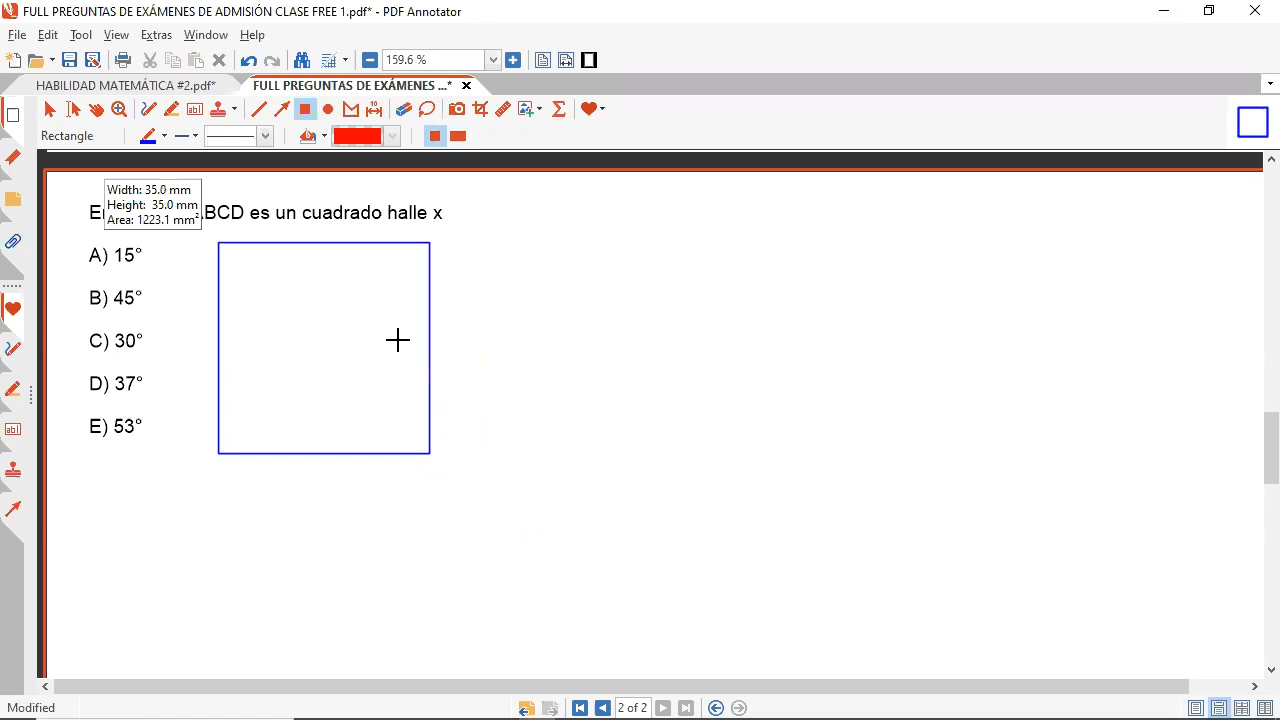 FULL PREGUNTAS DE EXÁMENES DE ADMISIÓN CLASE FREE 1.pdf* - PDF Annotator
File Edit Tool View Extras Window Help
159.6 %
HABILIDAD MATEMÁTICA #2.pdf*
FULL PREGUNTAS DE EXÁMENES ...*
Rectangle
Width: 35.0 mm
Height: 35.0 mm
Area: 1223.1 mm²
BCD es un cuadrado halle x
A) 15°
B) 45°
C) 30°
D) 37°
E) 53°
Modified
2 of 2